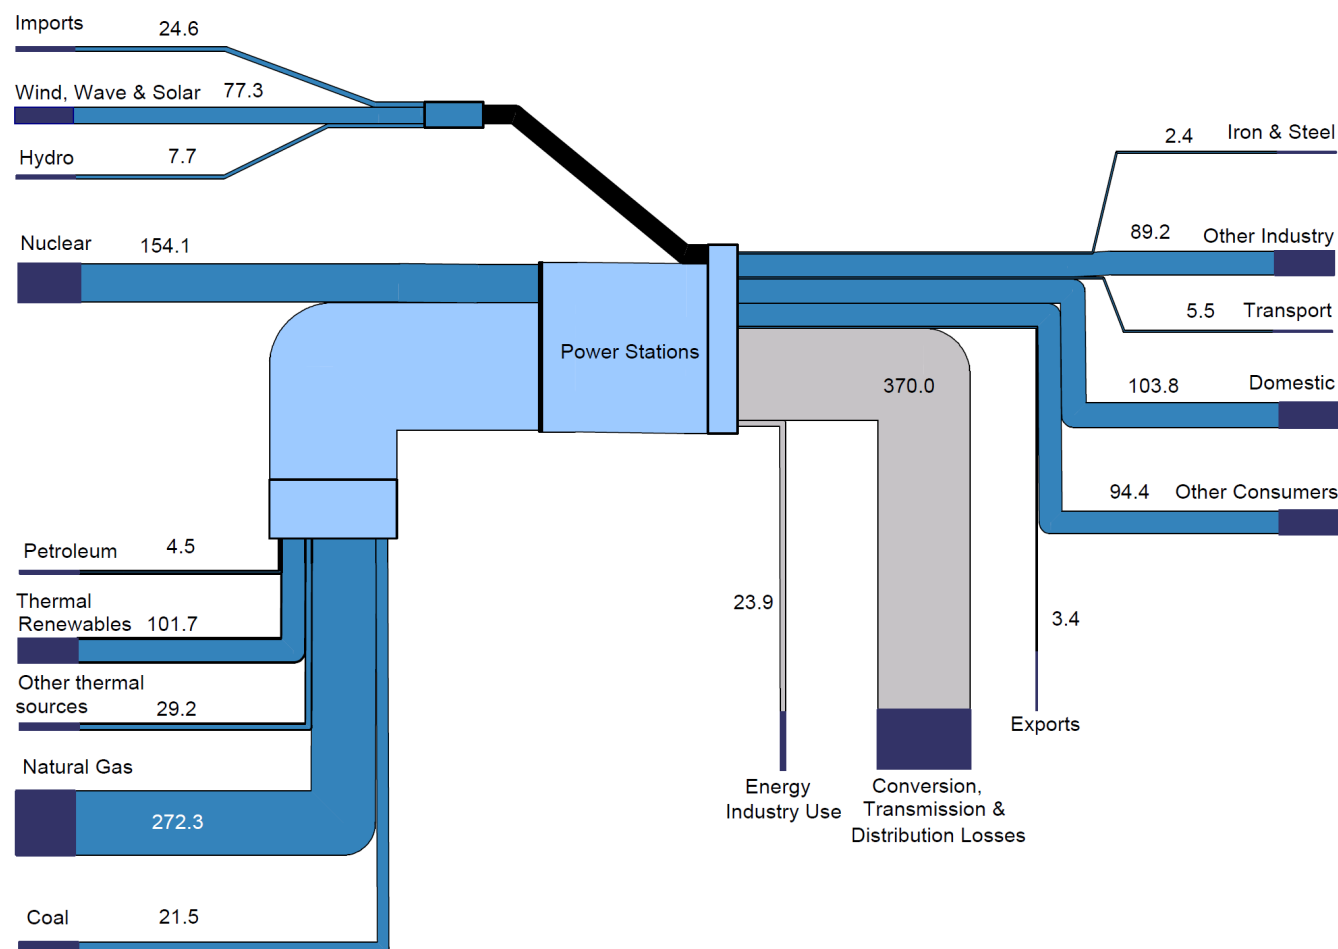 Imports
24.6
Wind, Wave & Solar
77.3
Hydro
7.7
Nuclear
154.1
Power Stations
Petroleum
4.5
Thermal
Renewables
101.7
Other thermal
sources
29.2
Natural Gas
272.3
Coal
21.5
2.4
Iron & Steel
89.2
Other Industry
5.5
Transport
370.0
103.8
Domestic
94.4
Other Consumers
23.9
3.4
Exports
Energy
Industry Use
Conversion,
Transmission &
Distribution Losses